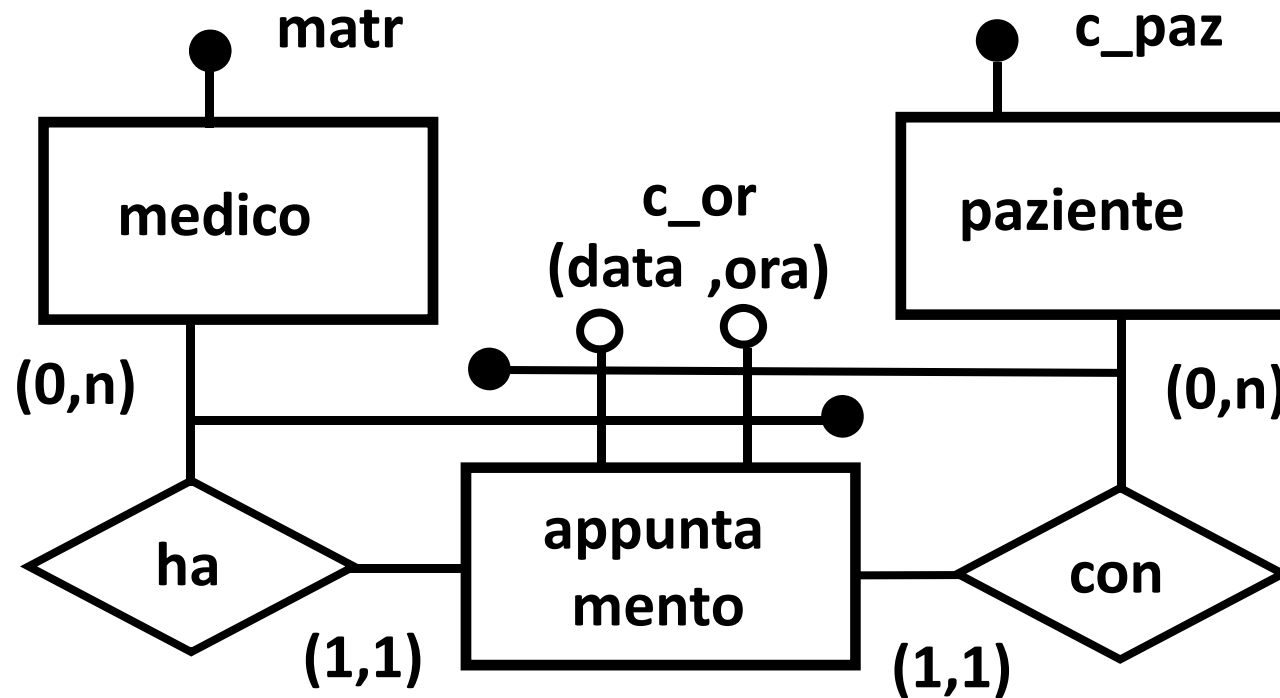 matr
c_paz
medico
paziente
c_or
(data ,ora)
(0,n)
(0,n)
ha
appunta
mento
con
(1,1)
(1,1)